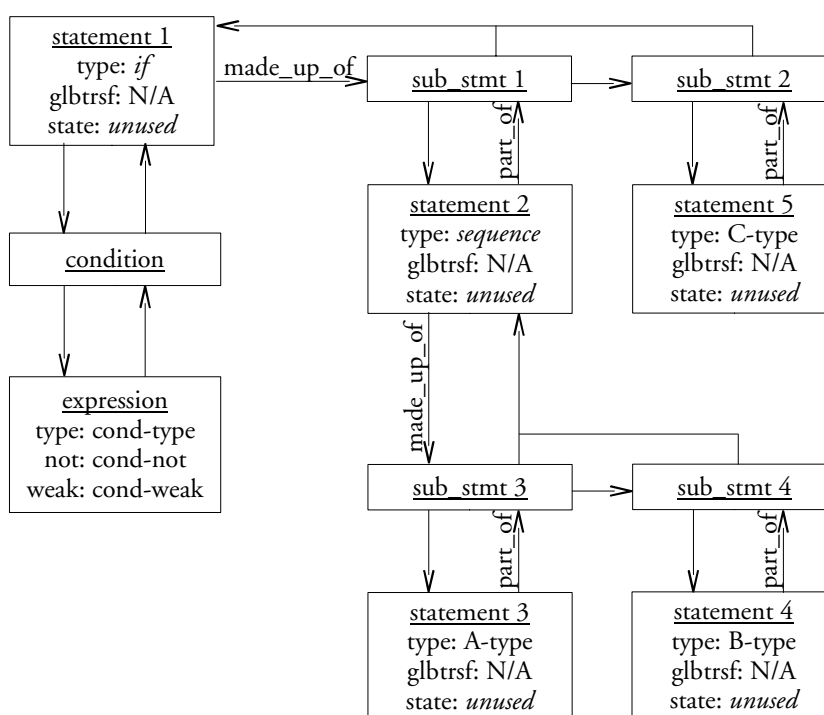 statement 1
type: if
glbtrsf: N/A
state: unused
made_up_of
sub_stmt 1
sub_stmt 2
part_of
part_of
condition
statement 2
type: sequence
glbtrsf: N/A
state: unused
statement 5
type: C-type
glbtrsf: N/A
state: unused
made_up_of
expression
type: cond-type
not: cond-not
weak: cond-weak
sub_stmt 3
sub_stmt 4
part_of
part_of
statement 3
type: A-type
glbtrsf: N/A
state: unused
statement 4
type: B-type
glbtrsf: N/A
state: unused